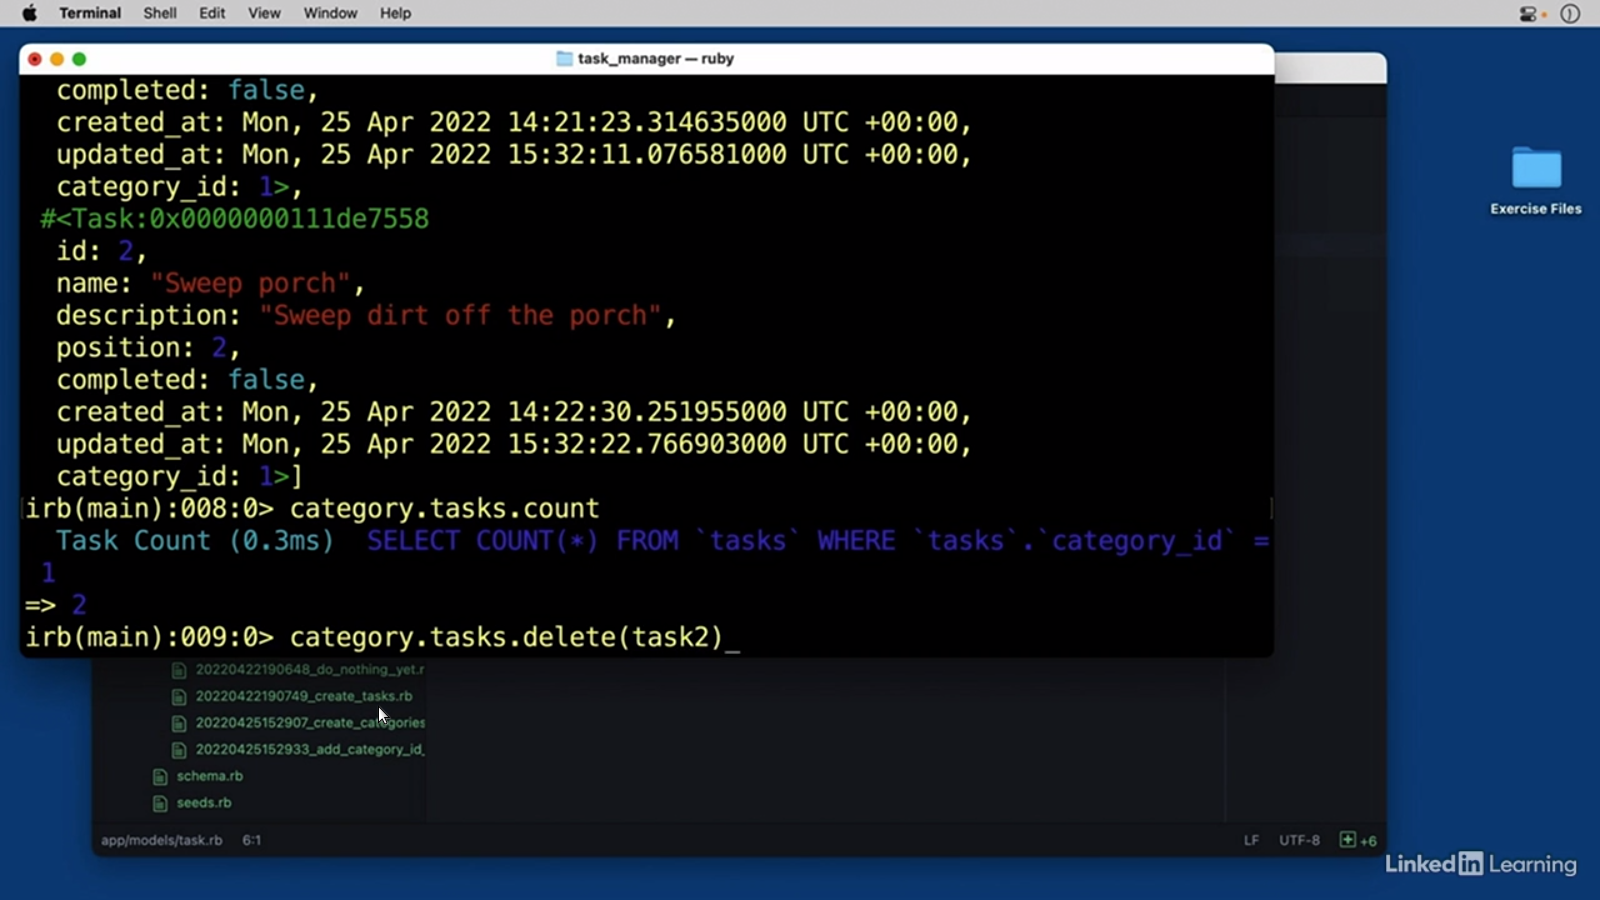 Terminal Shell Edit View Window Help
task_manager — ruby
completed: false,
created_at: Mon, 25 Apr 2022 14:21:23.314635000 UTC +00:00,
updated_at: Mon, 25 Apr 2022 15:32:11.076581000 UTC +00:00,
category_id: 1>,
#<Task:0x0000000111de7558
id: 2,
name: "Sweep porch",
description: "Sweep dirt off the porch",
position: 2,
completed: false,
created_at: Mon, 25 Apr 2022 14:22:30.251955000 UTC +00:00,
updated_at: Mon, 25 Apr 2022 15:32:22.766903000 UTC +00:00,
category_id: 1>]
irb(main):008:0> category.tasks.count
Task Count (0.3ms) SELECT COUNT(*) FROM `tasks` WHERE `tasks`.`category_id` =
1
=> 2
irb(main):009:0> category.tasks.delete(task2)_
Exercise Files
20220422190648_do_nothing_yet.r
20220422190749_create_tasks.rb
20220425152907_create_categories
20220425152933_add_category_id_
schema.rb
seeds.rb
app/models/task.rb 6:1 LF UTF-8 +6
LinkedIn Learning